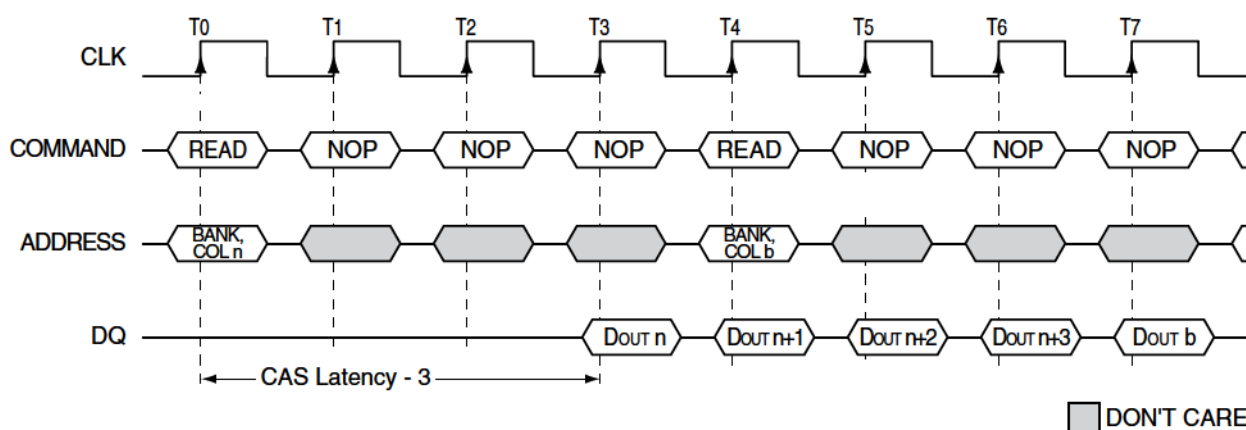 T0 T1 T2 T3 T4 T5 T6 T7
CLK
COMMAND READ NOP NOP NOP READ NOP NOP NOP
ADDRESS BANK, COL n BANK, COL b
DQ DOUT n DOUT n+1 DOUT n+2 DOUT n+3 DOUT b
CAS Latency - 3
DON'T CARE